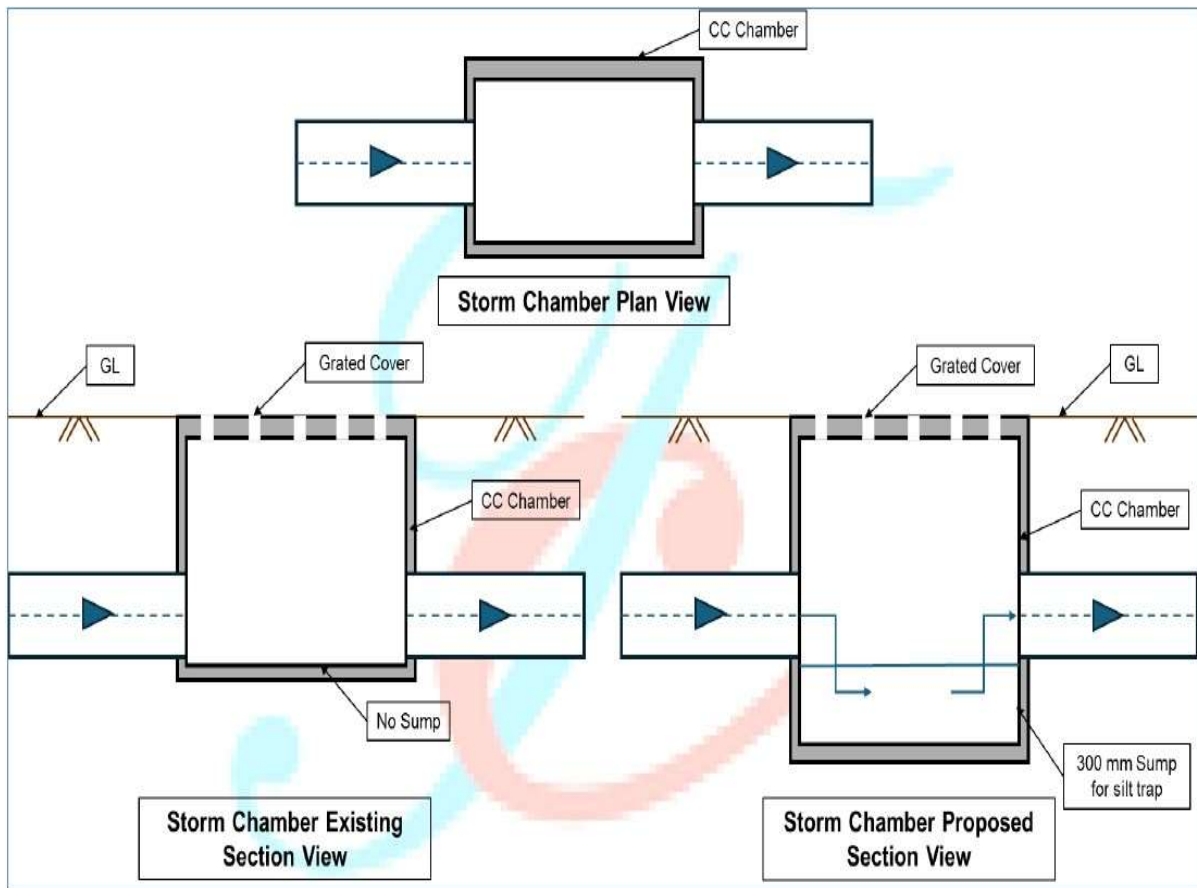 CC Chamber
Storm Chamber Plan View
GL
Grated Cover
Grated Cover
GL
CC Chamber
CC Chamber
No Sump
300 mm Sump
for silt trap
Storm Chamber Existing
Section View
Storm Chamber Proposed
Section View